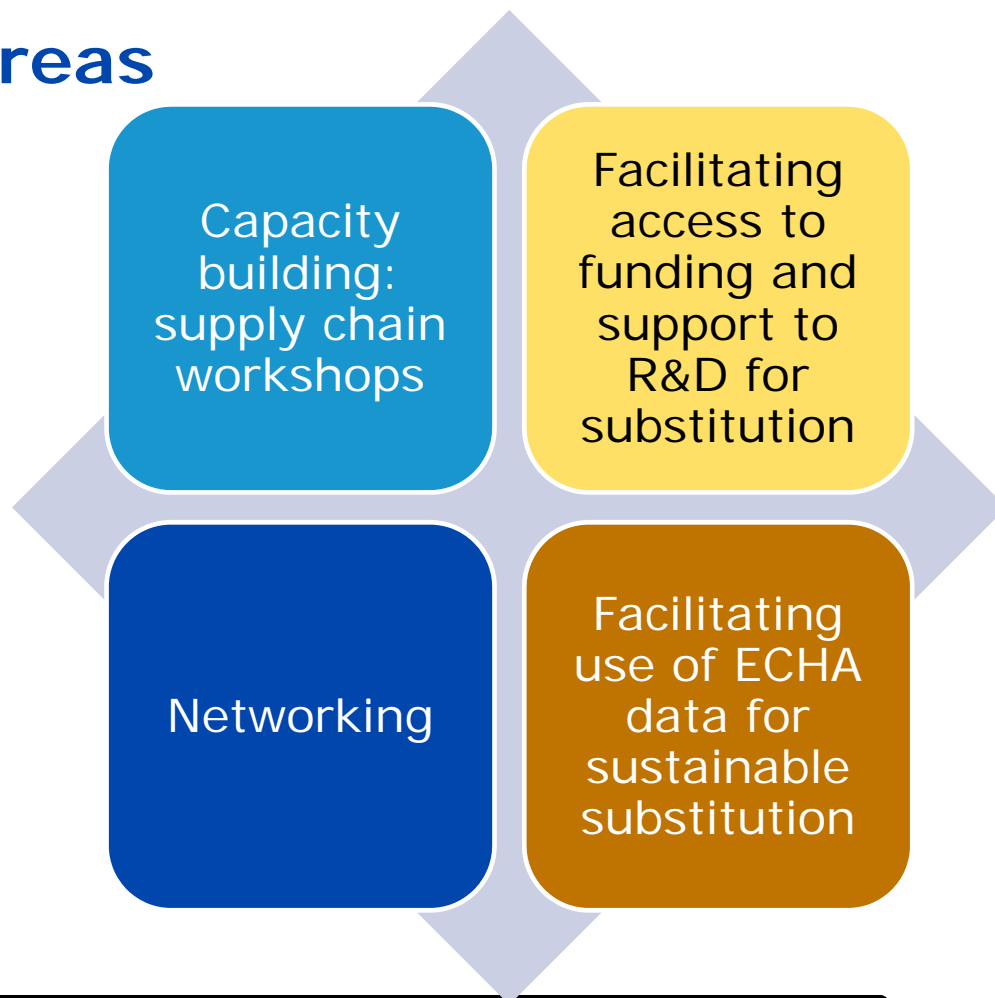 reas
Capacity
building:
supply chain
workshops
Facilitating
access to
funding and
support to
R&D for
substitution
Networking
Facilitating
use of ECHA
data for
sustainable
substitution